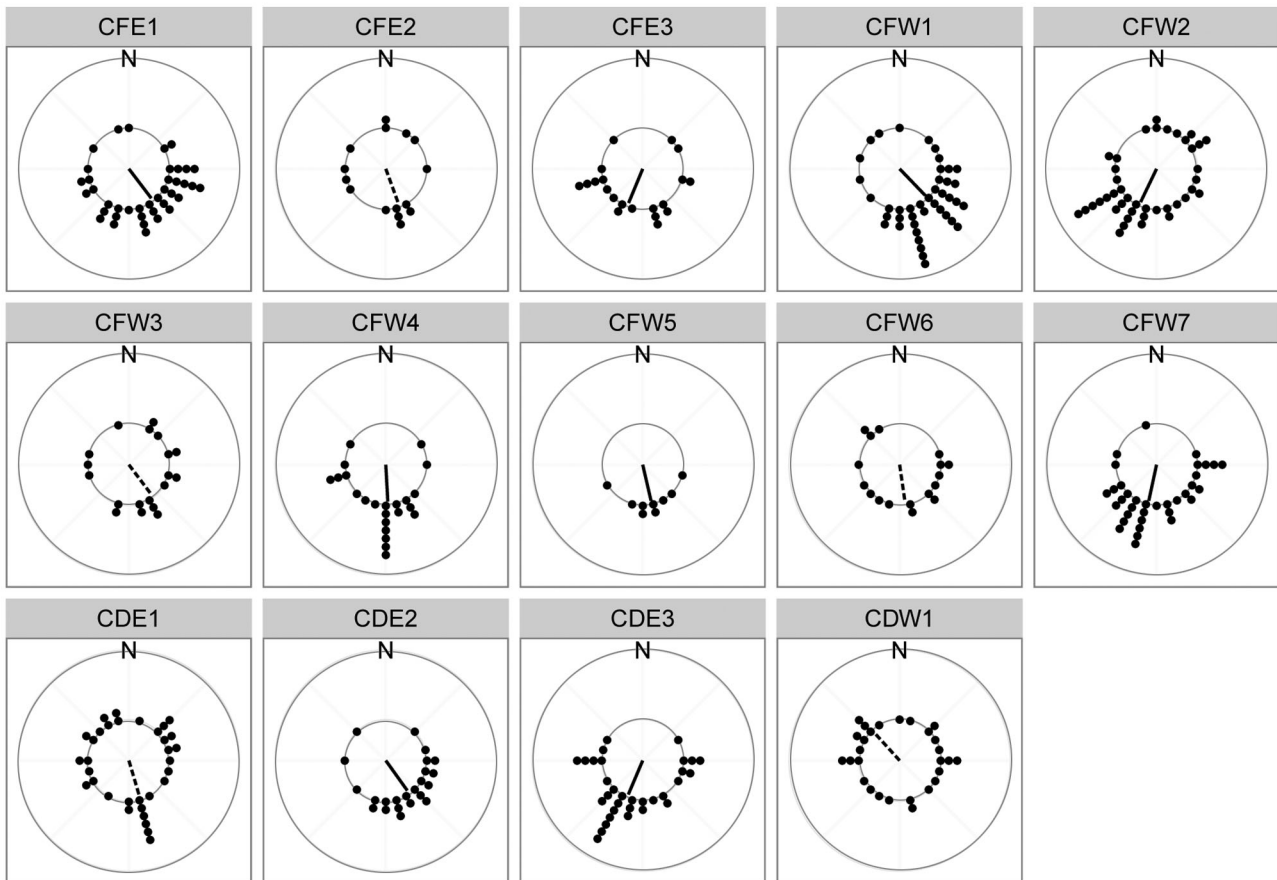 CFE1 CFE2 CFE3 CFW1 CFW2
N N N N N
CFW3 CFW4 CFW5 CFW6 CFW7
N N N N N
CDE1 CDE2 CDE3 CDW1
N N N N